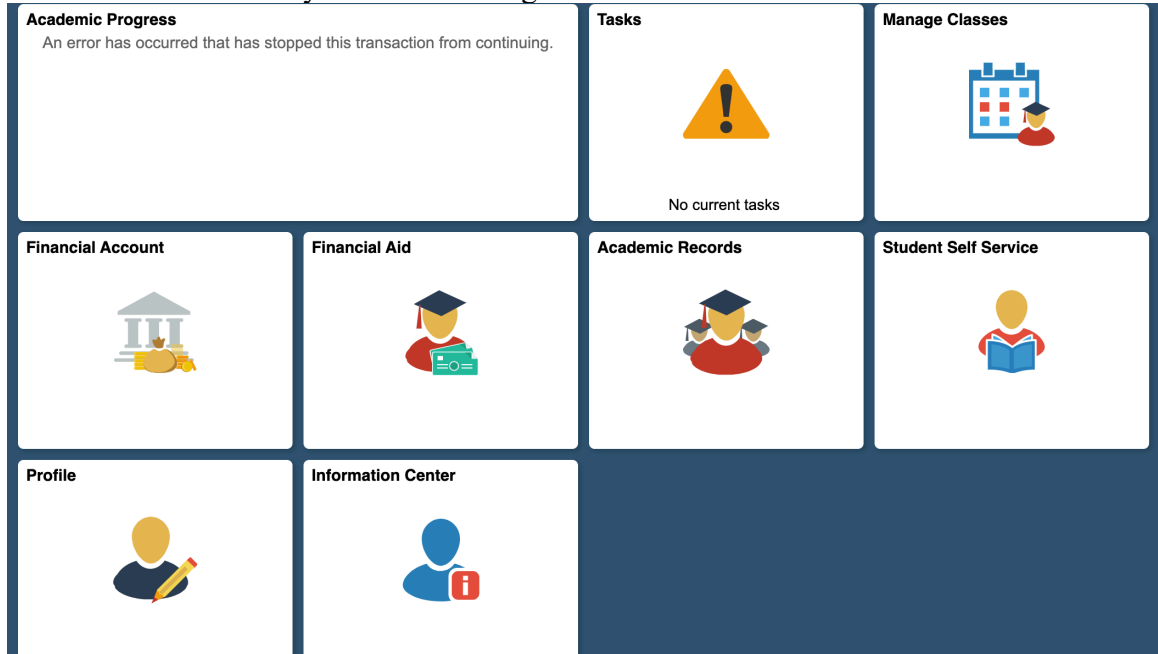 Academic Progress
An error has occurred that has stopped this transaction from continuing.
Tasks
No current tasks
Manage Classes
Financial Account
Financial Aid
Academic Records
Student Self Service
Profile
Information Center
i